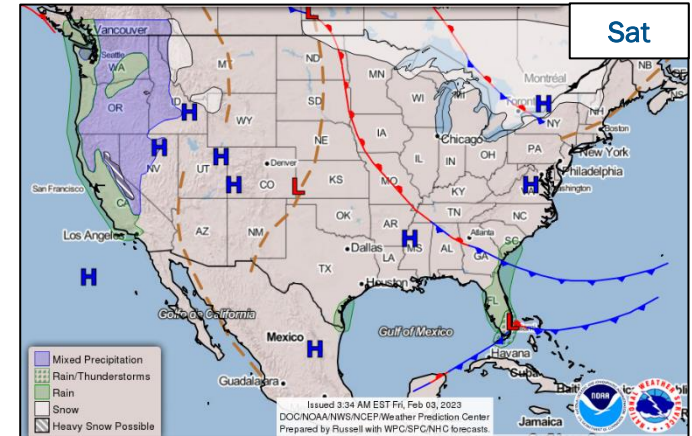 Sat
L
Vancouver
Seattle
WA
MT
ND
MN
Montréal
NB
NS
OR
ID
H
SD
WI
MI
Toronto
H
NH
WY
NY
Boston
H
H
IA
Chicago
PA
New York
NE
NV
UT
Denver
IL
IN
OH
Philadelphia
San Francisco
H
CO
L
KS
MO
H
Washington
CA
KY
OK
TN
NC
Los Angeles
AZ
NM
AR
Atlanta
SC
H
MS
AL
GA
Dallas
LA
H
TX
Houston
FL
Golfo de California
L
Mexico
Gulf of Mexico
H
Havana
Cuba
Guadalajara
Jamaica
Mixed Precipitation
Rain/Thunderstorms
Rain
Snow
Heavy Snow Possible
Issued 3:34 AM EST Fri, Feb 03, 2023
DOC/NOAA/NWS/NCEP/Weather Prediction Center
Prepared by Russell with WPC/SPC/NHC forecasts.
NOAA